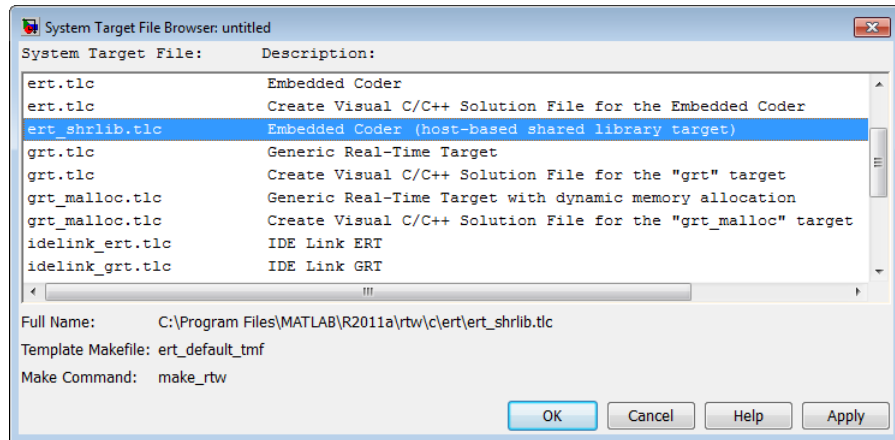 System Target File Browser: untitled
System Target File: Description:
ert.tlc Embedded Coder
ert.tlc Create Visual C/C++ Solution File for the Embedded Coder
ert_shrlib.tlc Embedded Coder (host-based shared library target)
grt.tlc Generic Real-Time Target
grt.tlc Create Visual C/C++ Solution File for the "grt" target
grt_malloc.tlc Generic Real-Time Target with dynamic memory allocation
grt_malloc.tlc Create Visual C/C++ Solution File for the "grt_malloc" target
idelink_ert.tlc IDE Link ERT
idelink_grt.tlc IDE Link GRT
Full Name: C:\Program Files\MATLAB\R2011a\rtw\c\ert\ert_shrlib.tlc
Template Makefile: ert_default_tmf
Make Command: make_rtw
OK Cancel Help Apply